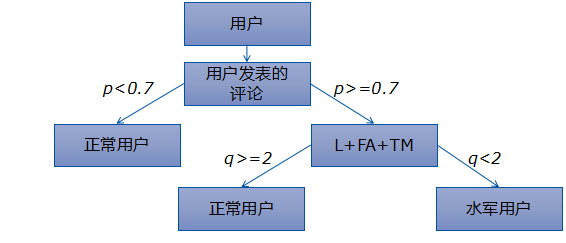 用户
用户发表的
评论
p<0.7
p>=0.7
正常用户
L+FA+TM
q>=2
q<2
正常用户
水军用户